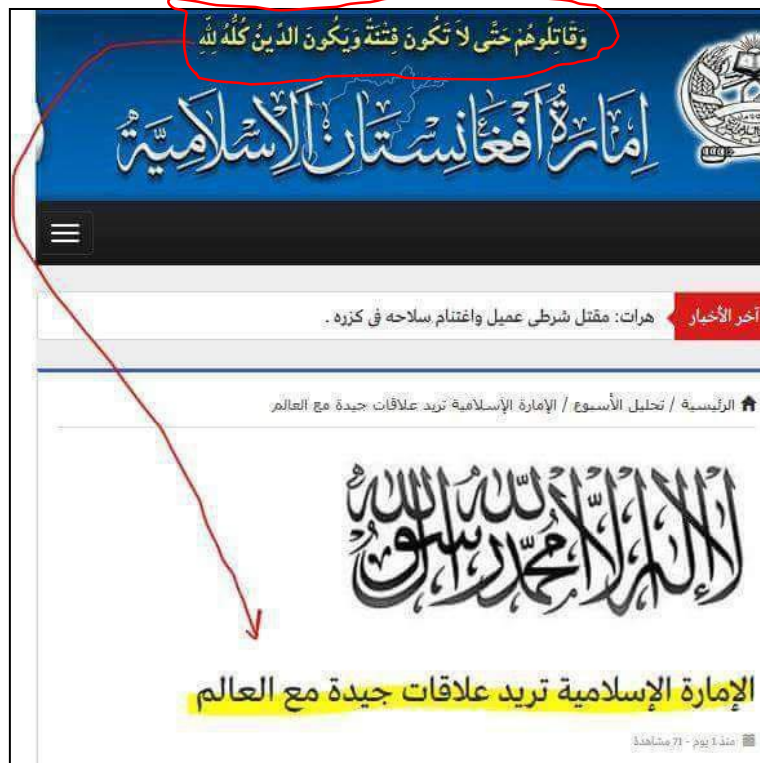 وَقَاتِلُوهُمْ حَتَّى لاَ تَكُونَ فِتْنَةٌ وَيَكُونَ الدِّينُ كُلُّهُ لِلّهِ
إِمَارَةُ أَفْغَانِسْتَان الْإِسْلَامِيَّة
آخر الأخبار
هرات: مقتل شرطي عميل واغتنام سلاحه في كزره .
الرئيسية / تحليل الأسبوع / الإمارة الإسلامية تريد علاقات جيدة مع العالم
لا إله إلا الله محمد رسول الله
الإمارة الإسلامية تريد علاقات جيدة مع العالم
منذ 1 يوم - 71 مشاهدة